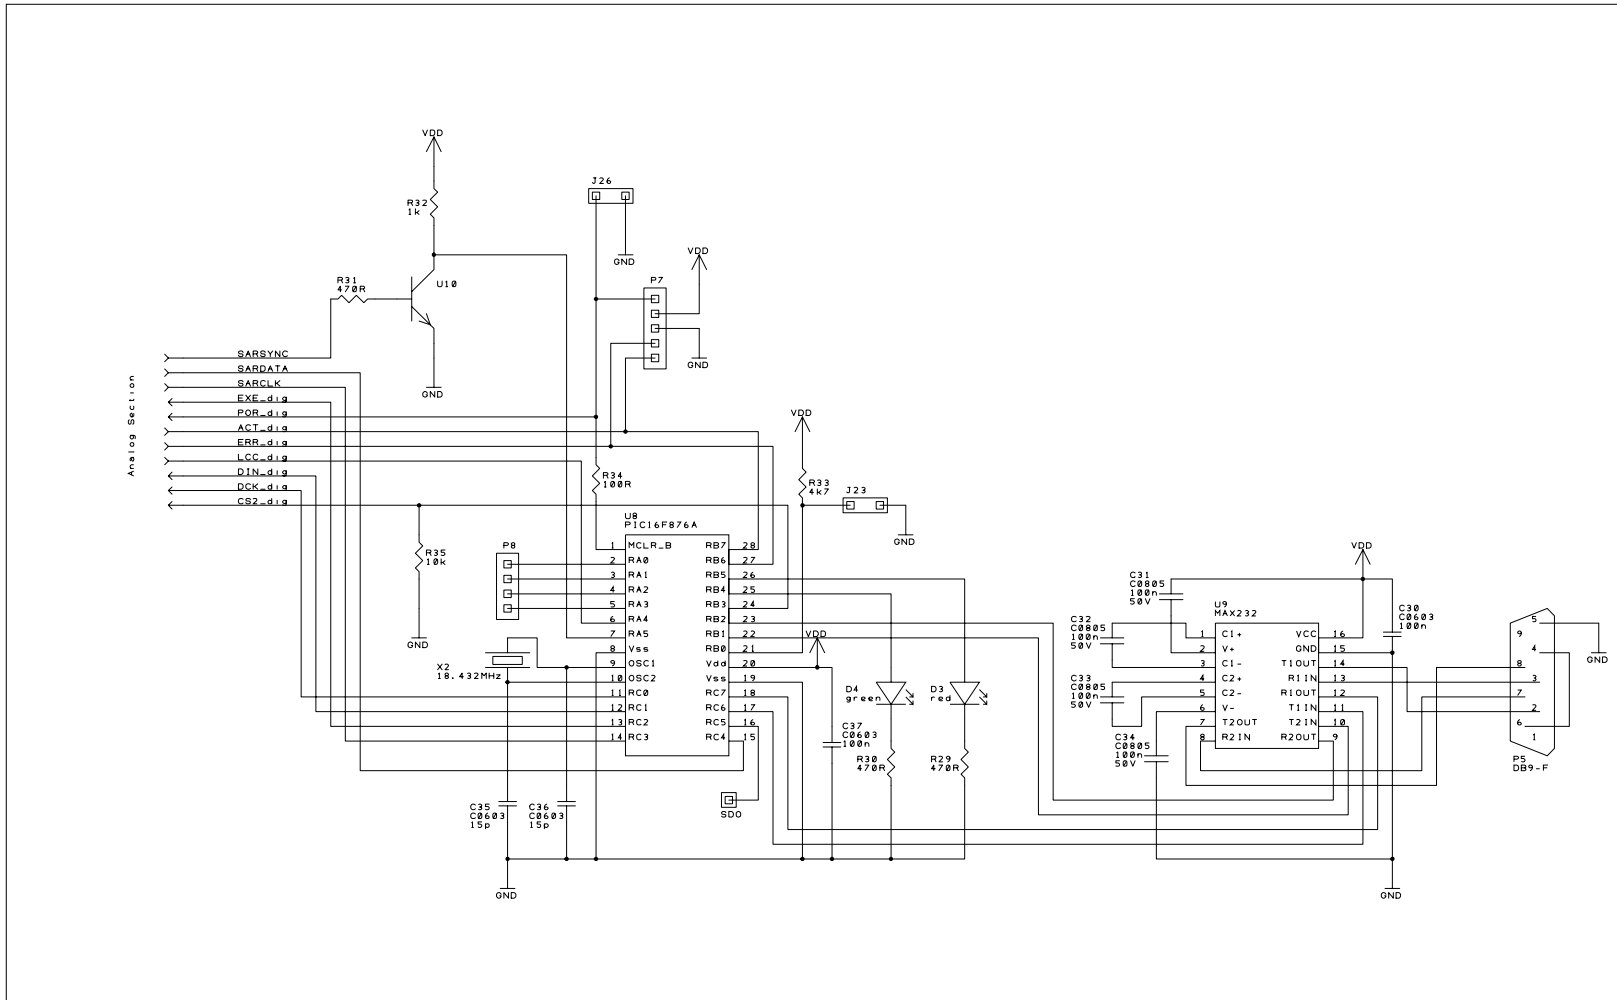 VDD
R32
1k
J26
GND
VDD
P7
R31
470R
U10
GND
GND
Analog Section
SARSYNC
SARDATA
SARCLK
EXE_dig
POR_dig
ACT_dig
ERR_dig
LCC_dig
DIN_dig
DCK_dig
CS2_dig
R34
100R
VDD
R33
4k7
J23
GND
R35
10k
GND
P8
U8
PIC16F876A
1 MCLR_B RB7 28
2 RA0 RB6 27
3 RA1 RB5 26
4 RA2 RB4 25
5 RA3 RB3 24
6 RA4 RB2 23
7 RA5 RB1 22
8 Vss RB0 21
9 OSC1 Vdd 20
10 OSC2 Vss 19
11 RC0 RC7 18
12 RC1 RC6 17
13 RC2 RC5 16
14 RC3 RC4 15
X2
18.432MHz
VDD
D4
green
D3
red
C37
C0603
100n
R30
470R
R29
470R
C35
C0603
15p
C36
C0603
15p
SDO
GND
VDD
C31
C0805
100n
50V
C32
C0805
100n
50V
C33
C0805
100n
50V
C34
C0805
100n
50V
C30
C0603
100n
U9
MAX232
1 C1+ VCC 16
2 V+ GND 15
3 C1- T1OUT 14
4 C2+ R1IN 13
5 C2- R1OUT 12
6 V- T1IN 11
7 T2OUT T2IN 10
8 R2IN R2OUT 9
GND
5
9
4
8
3
7
2
6
1
P5
DB9-F
GND